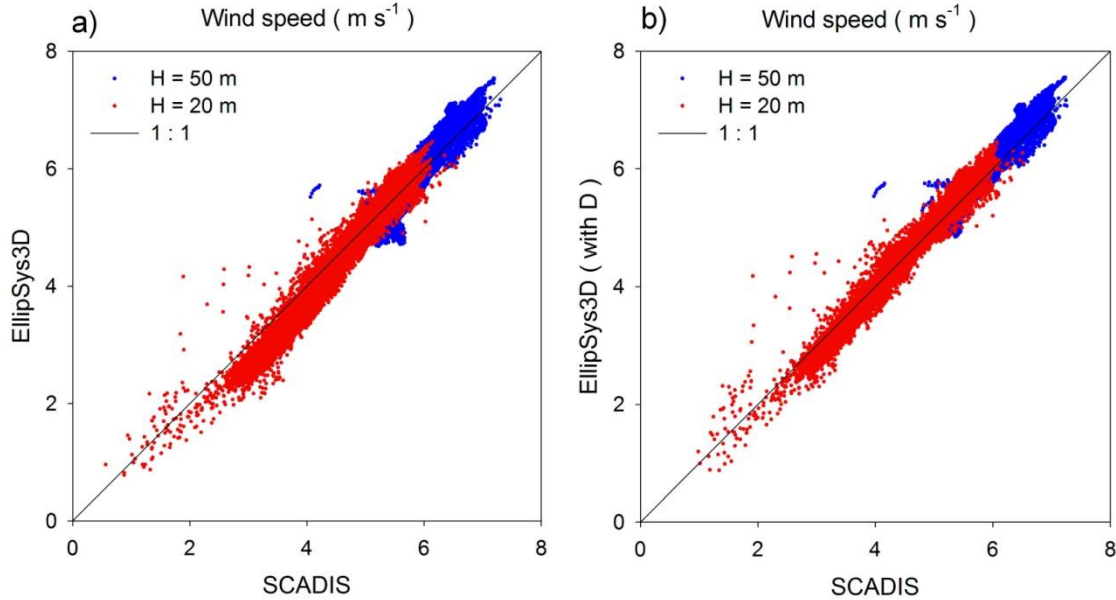 a)
Wind speed ( m s⁻¹ )
8
6
4
2
0
H = 50 m
H = 20 m
1 : 1
EllipSys3D
0 2 4 6 8
SCADIS
b)
Wind speed ( m s⁻¹ )
8
6
4
2
0
H = 50 m
H = 20 m
1 : 1
EllipSys3D ( with D )
0 2 4 6 8
SCADIS